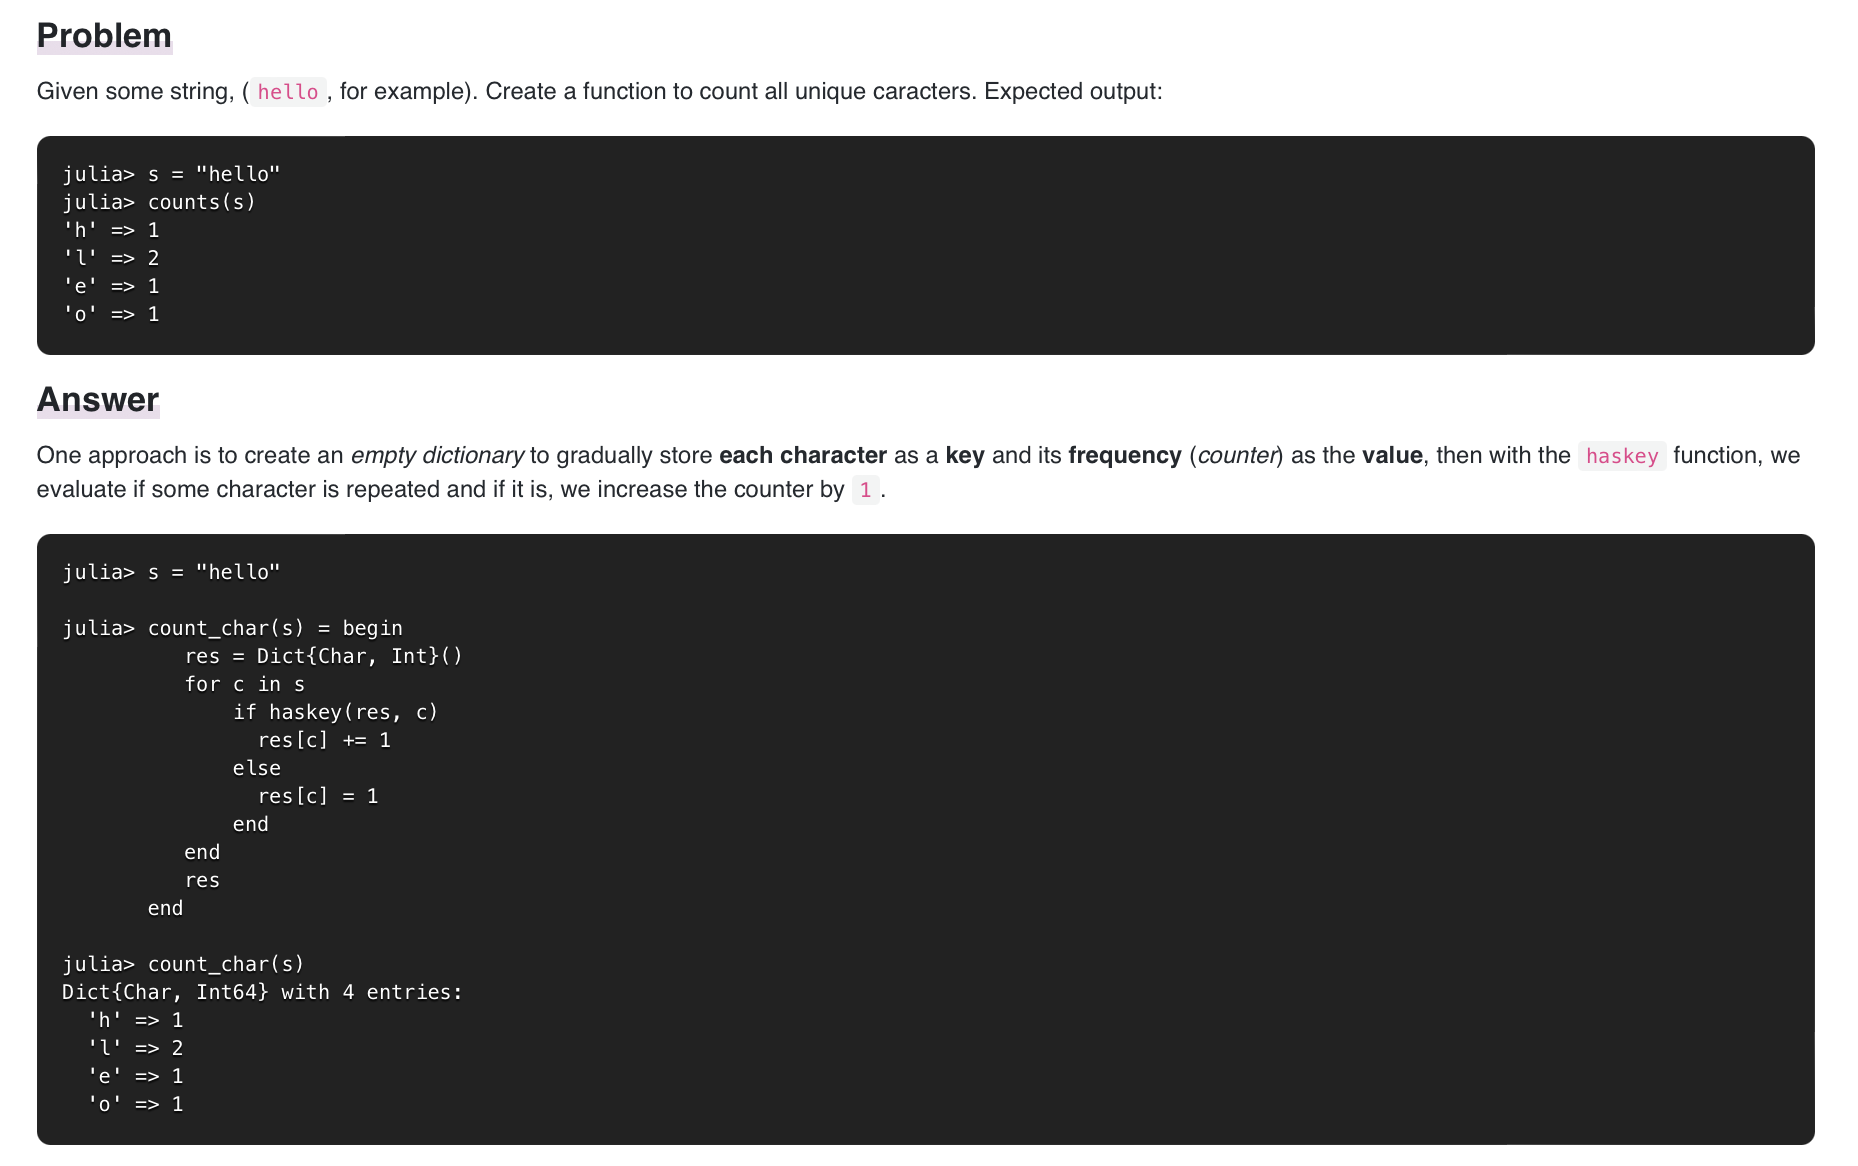 Problem
Given some string, ( hello , for example). Create a function to count all unique caracters. Expected output:
julia> s = "hello"
julia> counts(s)
'h' => 1
'l' => 2
'e' => 1
'o' => 1
Answer
One approach is to create an empty dictionary to gradually store each character as a key and its frequency (counter) as the value, then with the haskey function, we
evaluate if some character is repeated and if it is, we increase the counter by 1 .
julia> s = "hello"
julia> count_char(s) = begin
res = Dict{Char, Int}()
for c in s
if haskey(res, c)
res[c] += 1
else
res[c] = 1
end
end
res
end
julia> count_char(s)
Dict{Char, Int64} with 4 entries:
'h' => 1
'l' => 2
'e' => 1
'o' => 1